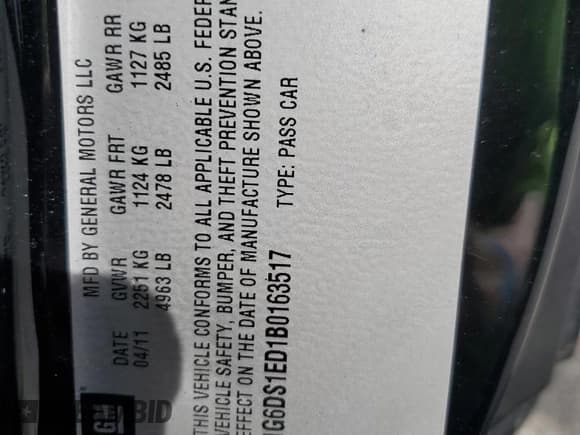 MFD BY GENERAL MOTORS LLC
DATE GVWR GAWR FRT GAWR RR
04/11 2251 KG 1124 KG 1127 KG
4963 LB 2478 LB 2485 LB
THIS VEHICLE CONFORMS TO ALL APPLICABLE U.S. FEDER
VEHICLE SAFETY, BUMPER, AND THEFT PREVENTION STAN
EFFECT ON THE DATE OF MANUFACTURE SHOWN ABOVE.
G6DS1ED1B0163517 TYPE: PASS CAR
GM
BID